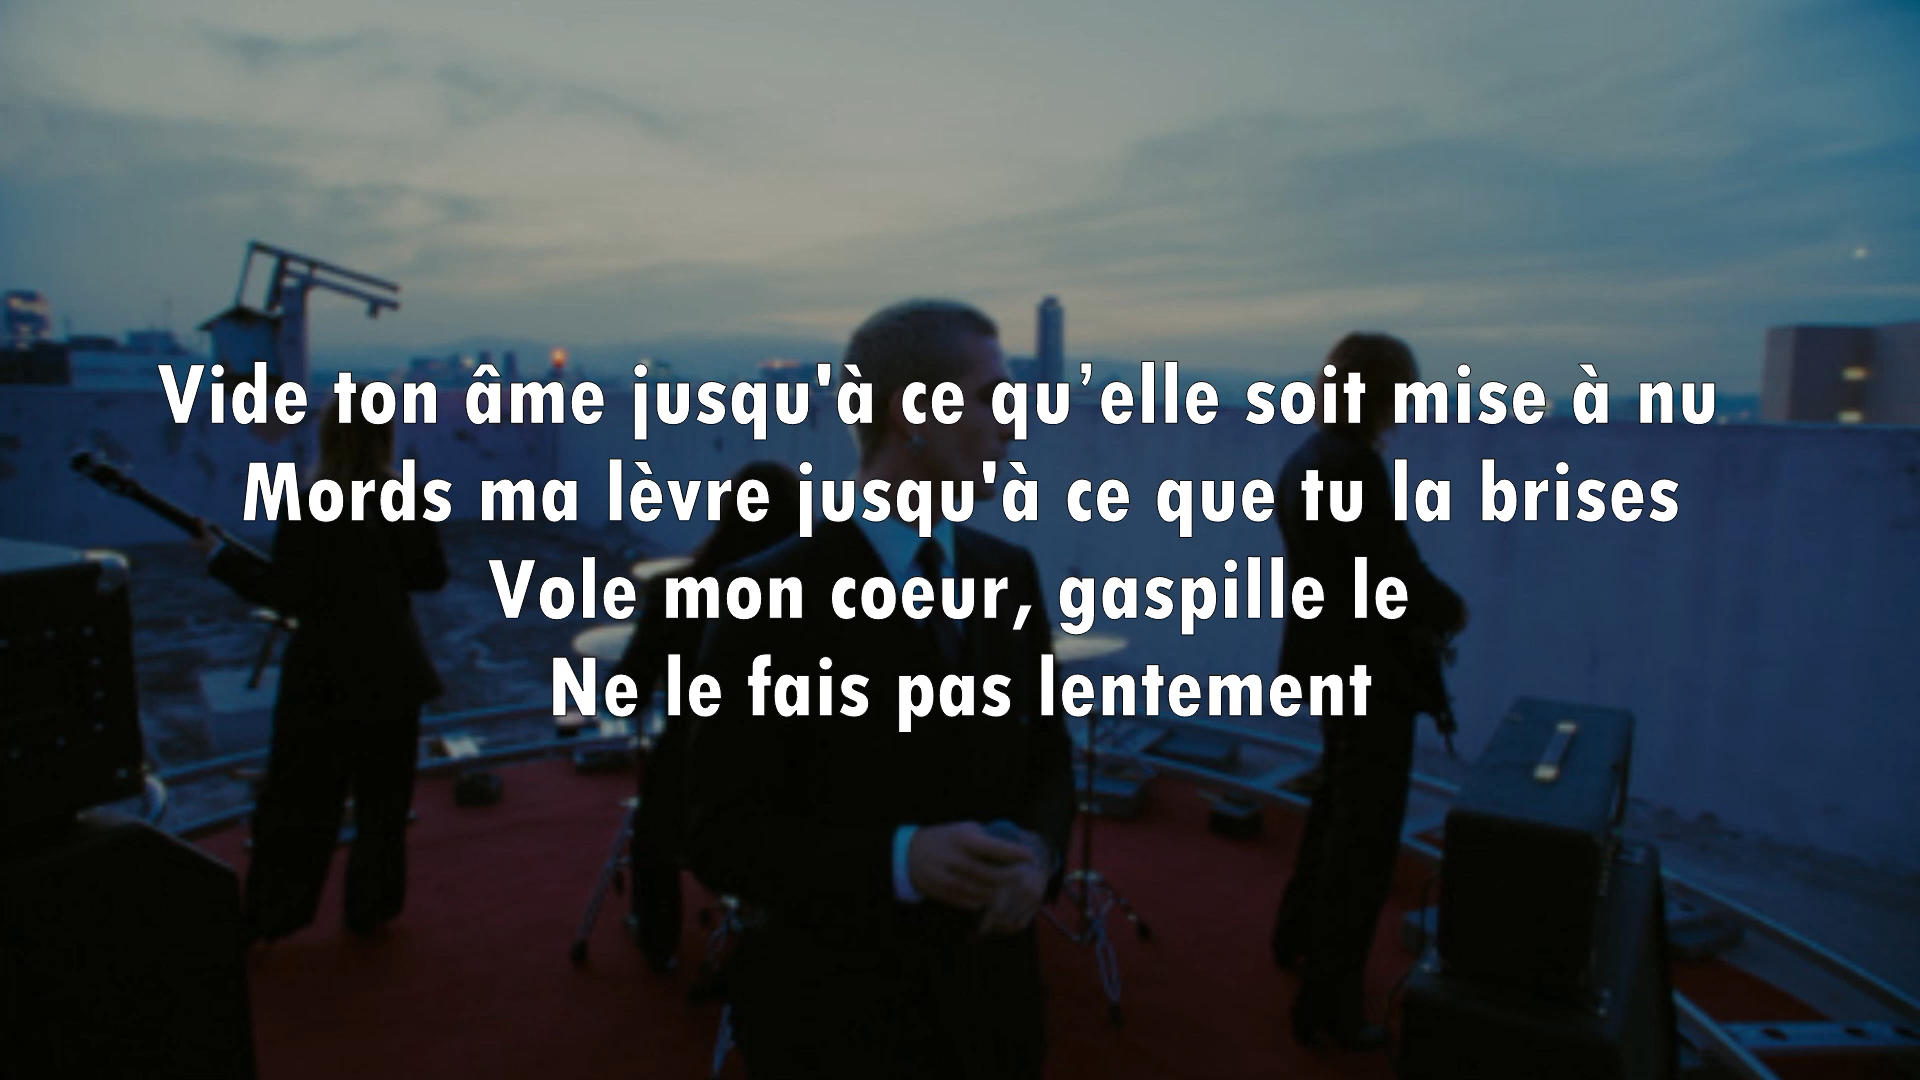 Vide ton âme jusqu'à ce qu’elle soit mise à nu
Mords ma lèvre jusqu'à ce que tu la brises
Vole mon coeur, gaspille le
Ne le fais pas lentement